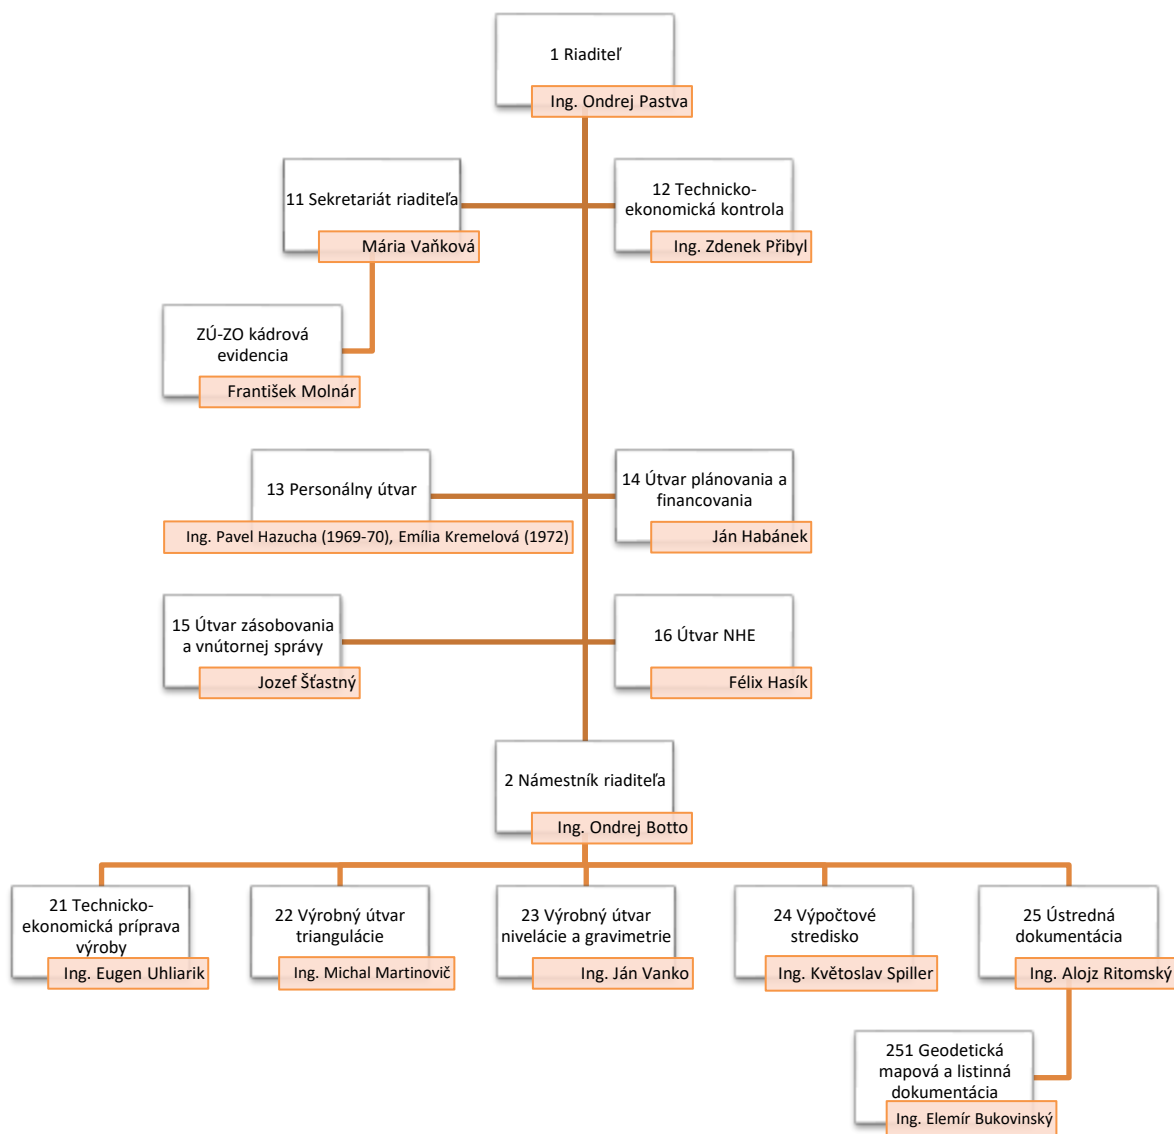 1 Riaditeľ
Ing. Ondrej Pastva
11 Sekretariát riaditeľa
Mária Vaňková
12 Technicko-
ekonomická kontrola
Ing. Zdenek Přibyl
ZÚ-ZO kádrová
evidencia
František Molnár
13 Personálny útvar
Ing. Pavel Hazucha (1969-70), Emília Kremelová (1972)
14 Útvar plánovania a
financovania
Ján Habánek
15 Útvar zásobovania
a vnútornej správy
Jozef Šťastný
16 Útvar NHE
Félix Hasík
2 Námestník riaditeľa
Ing. Ondrej Botto
21 Technicko-
ekonomická príprava
výroby
Ing. Eugen Uhliarik
22 Výrobný útvar
triangulácie
Ing. Michal Martinovič
23 Výrobný útvar
nivelácie a gravimetrie
Ing. Ján Vanko
24 Výpočtové
stredisko
Ing. Květoslav Spiller
25 Ústredná
dokumentácia
Ing. Alojz Ritomský
251 Geodetická
mapová a listinná
dokumentácia
Ing. Elemír Bukovinský